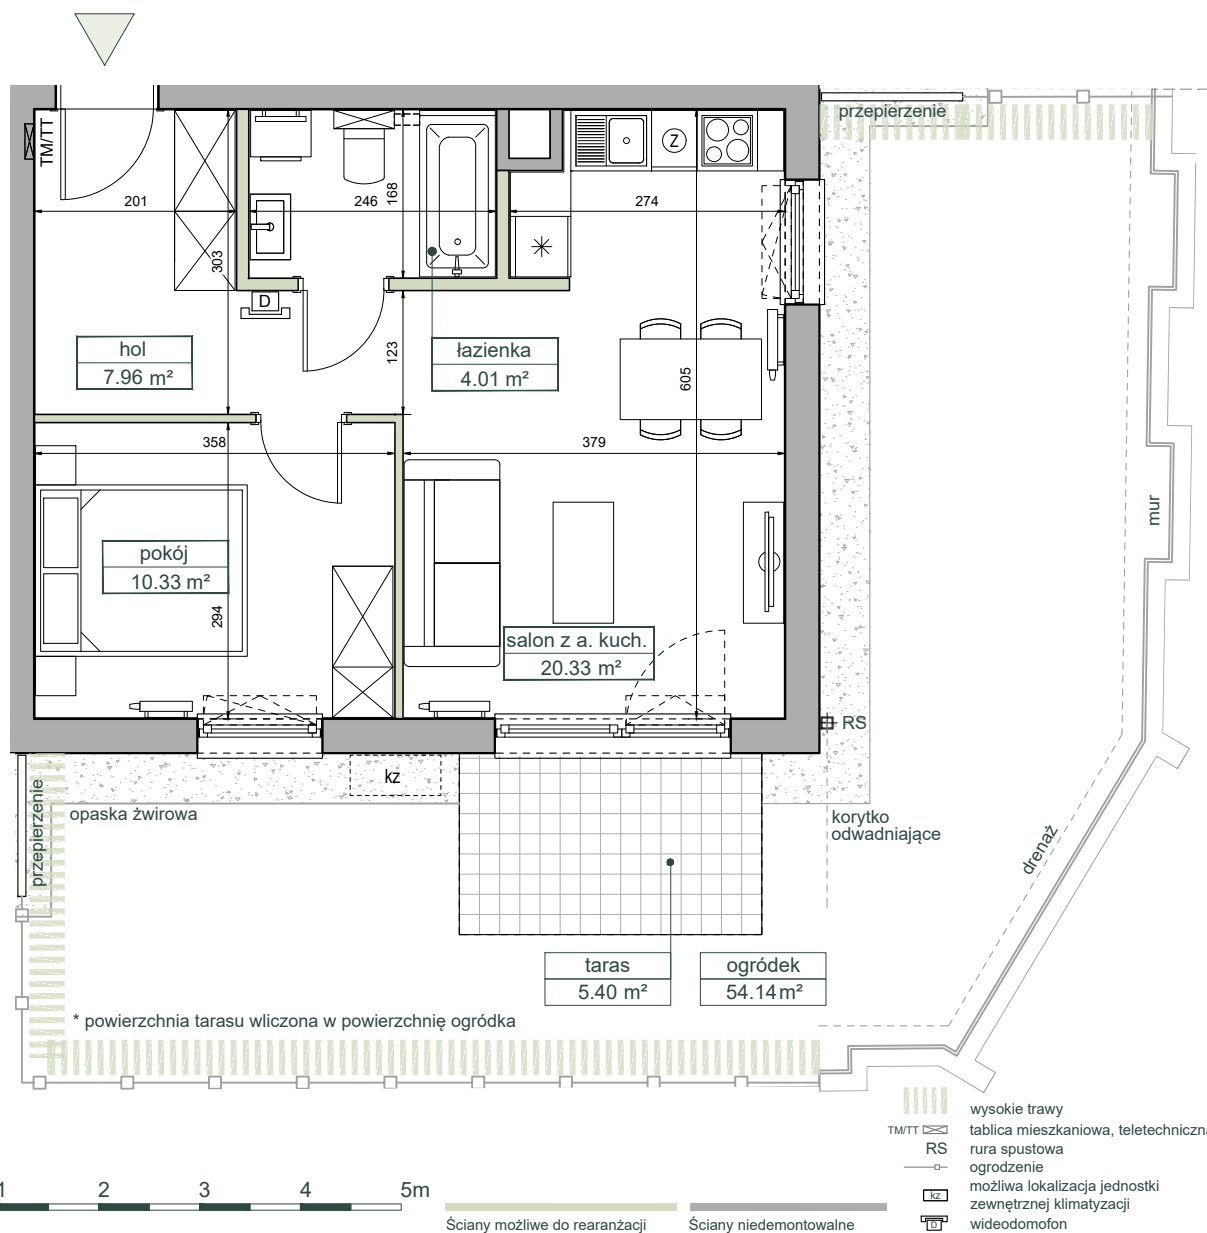 przepierzenie
TM/TT
Z
201
246
168
274
303
D
hol
7.96 m²
123
łazienka
4.01 m²
605
358
379
mur
pokój
10.33 m²
294
salon z a. kuch.
20.33 m²
RS
kz
przepierzenie
opaska żwirowa
korytko
odwadniające
drenaż
taras
5.40 m²
ogródek
54.14m²
* powierzchnia tarasu wliczona w powierzchnię ogródka
wysokie trawy
TM/TT tablica mieszkaniowa, teletechniczna
RS rura spustowa
ogrodzenie
kz możliwa lokalizacja jednostki
zewnętrznej klimatyzacji
D wideodomofon
1 2 3 4 5m
Ściany możliwe do rearanżacji
Ściany niedemontowalne